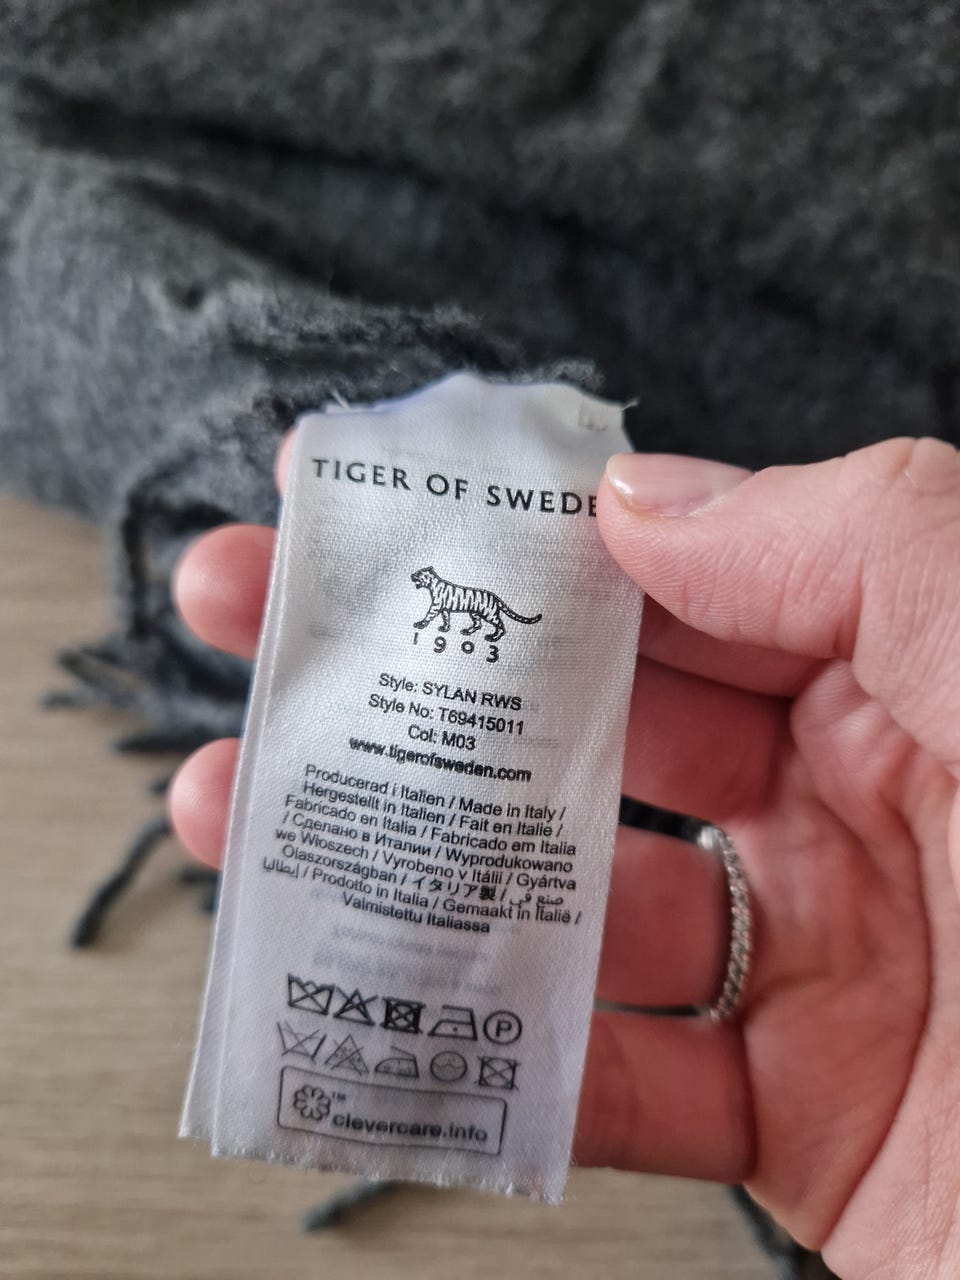 TIGER OF SWEDE
1903
Style: SYLAN RWS
Style No: T69415011
Col: M03
www.tigerofsweden.com
Producerad i Italien / Made in Italy /
Hergestellt in Italien / Fait en Italie /
Fabricado en Italia / Fabricado em Italia
/ Сделано в Италии / Wyprodukowano
we Włoszech / Vyrobeno v Itálii / Gyártva
Olaszországban / イタリア製 / صنع في
إيطاليا / Prodotto in Italia / Gemaakt in Italië /
Valmistettu Italiassa
P
™
clevercare.info